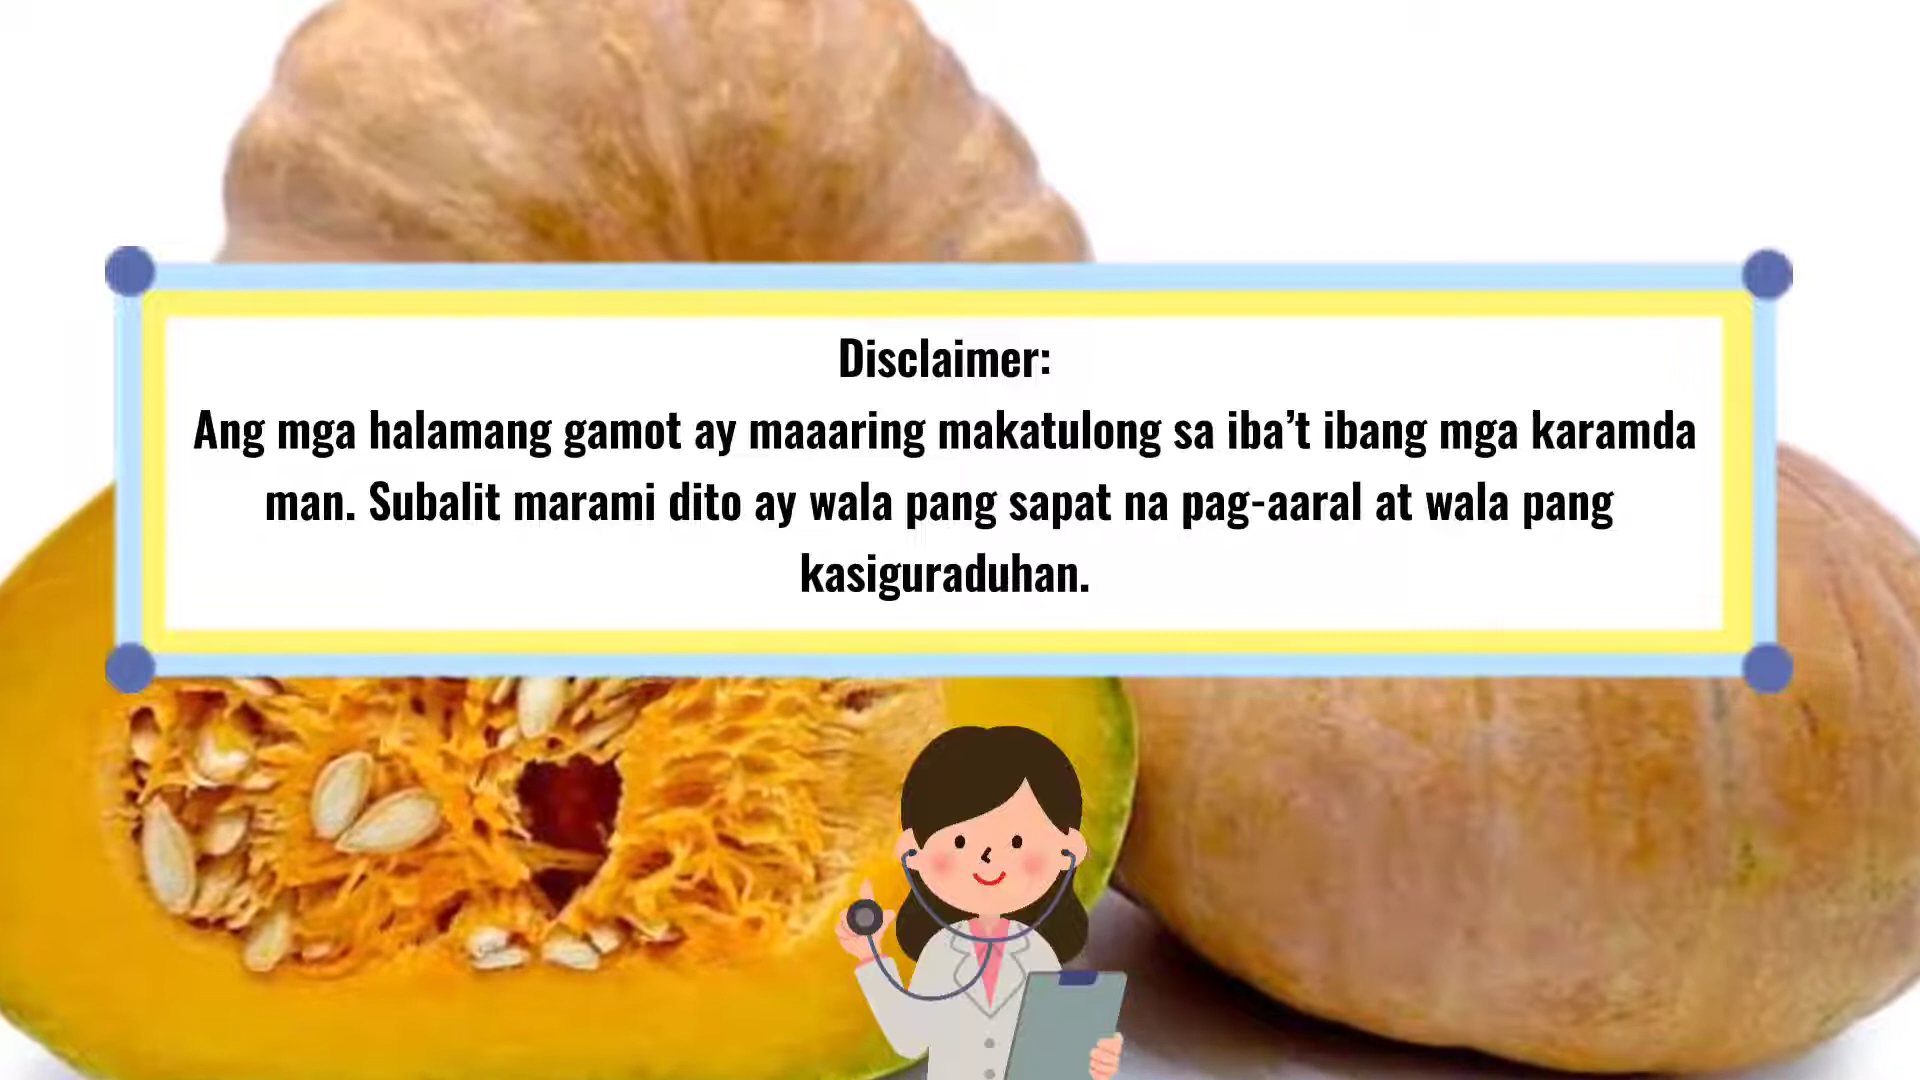 Disclaimer:
Ang mga halamang gamot ay maaaring makatulong sa iba’t ibang mga karamda
man. Subalit marami dito ay wala pang sapat na pag-aaral at wala pang
kasiguraduhan.